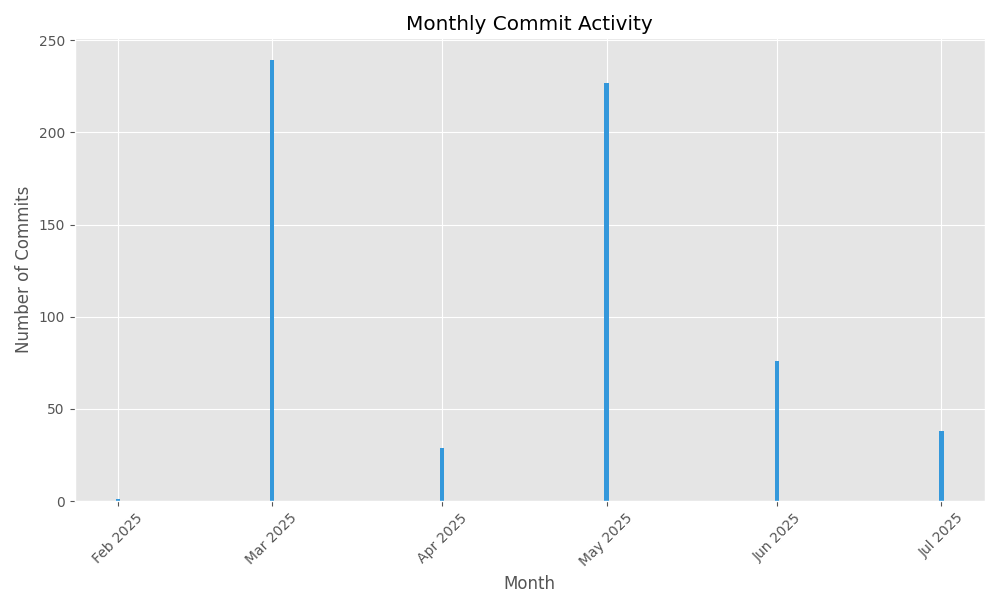 Monthly Commit Activity
Number of Commits
250
200
150
100
50
0
Feb 2025
Mar 2025
Apr 2025
May 2025
Jun 2025
Jul 2025
Month